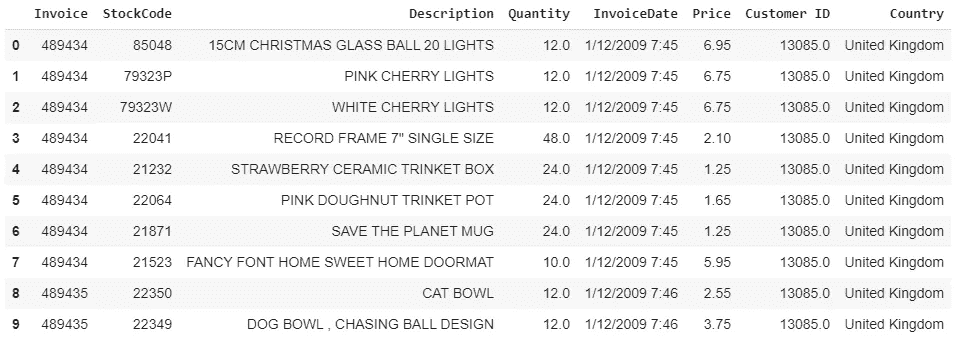 Invoice StockCode Description Quantity InvoiceDate Price Customer ID Country
0 489434 85048 15CM CHRISTMAS GLASS BALL 20 LIGHTS 12.0 1/12/2009 7:45 6.95 13085.0 United Kingdom
1 489434 79323P PINK CHERRY LIGHTS 12.0 1/12/2009 7:45 6.75 13085.0 United Kingdom
2 489434 79323W WHITE CHERRY LIGHTS 12.0 1/12/2009 7:45 6.75 13085.0 United Kingdom
3 489434 22041 RECORD FRAME 7" SINGLE SIZE 48.0 1/12/2009 7:45 2.10 13085.0 United Kingdom
4 489434 21232 STRAWBERRY CERAMIC TRINKET BOX 24.0 1/12/2009 7:45 1.25 13085.0 United Kingdom
5 489434 22064 PINK DOUGHNUT TRINKET POT 24.0 1/12/2009 7:45 1.65 13085.0 United Kingdom
6 489434 21871 SAVE THE PLANET MUG 24.0 1/12/2009 7:45 1.25 13085.0 United Kingdom
7 489434 21523 FANCY FONT HOME SWEET HOME DOORMAT 10.0 1/12/2009 7:45 5.95 13085.0 United Kingdom
8 489435 22350 CAT BOWL 12.0 1/12/2009 7:46 2.55 13085.0 United Kingdom
9 489435 22349 DOG BOWL , CHASING BALL DESIGN 12.0 1/12/2009 7:46 3.75 13085.0 United Kingdom